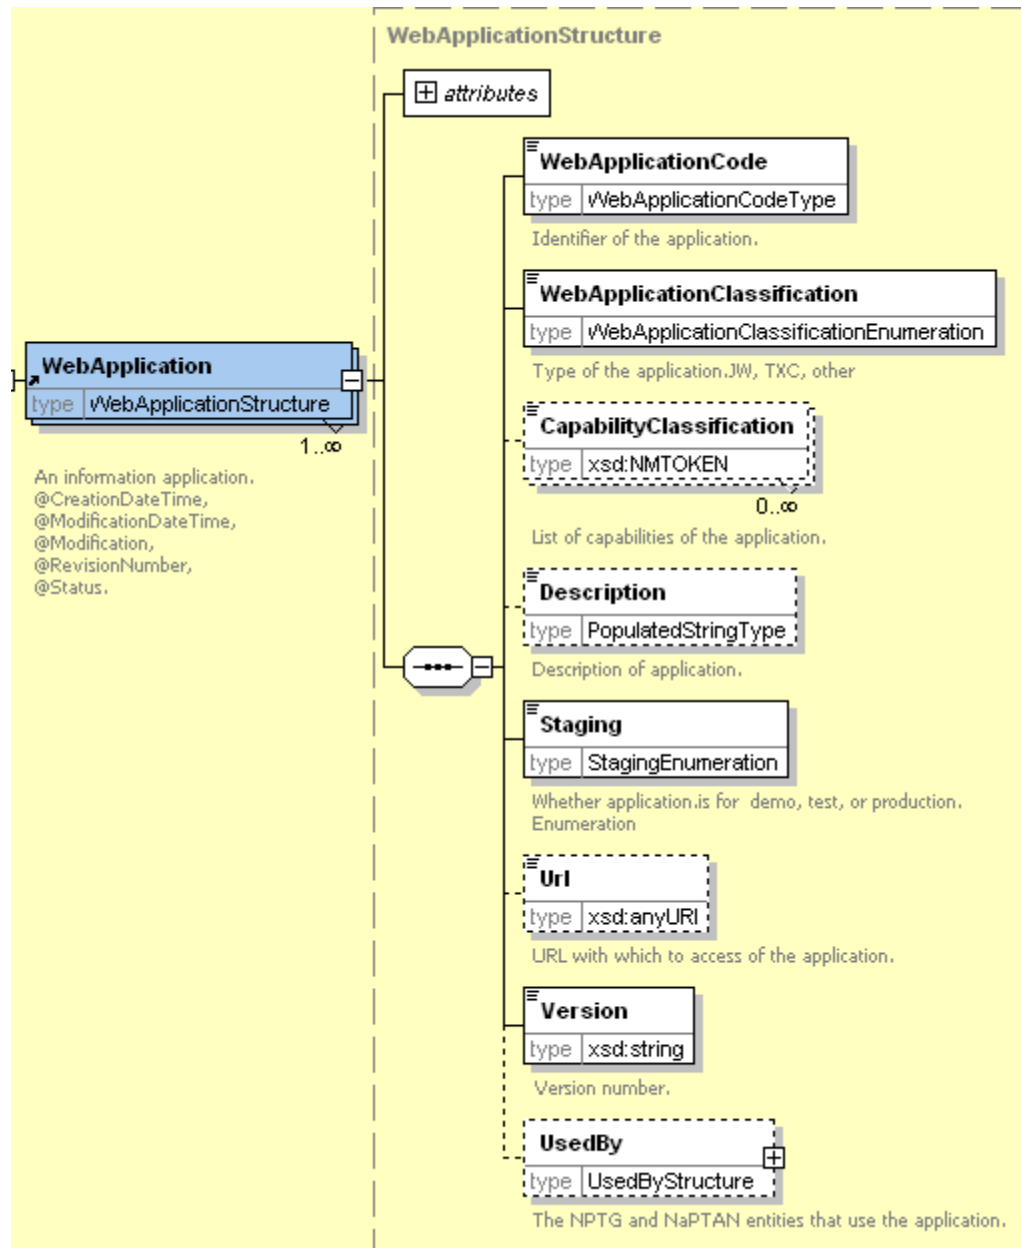 WebApplicationStructure
attributes
WebApplicationCode
type WebApplicationCodeType
Identifier of the application.
WebApplicationClassification
type WebApplicationClassificationEnumeration
Type of the application.JW, TXC, other
WebApplication
type WebApplicationStructure
1..∞
An information application.
@CreationDateTime,
@ModificationDateTime,
@Modification,
@RevisionNumber,
@Status.
CapabilityClassification
type xsd:NMTOKEN
0..∞
List of capabilities of the application.
Description
type PopulatedStringType
Description of application.
Staging
type StagingEnumeration
Whether application.is for  demo, test, or production.
Enumeration
Url
type xsd:anyURI
URL with which to access of the application.
Version
type xsd:string
Version number.
UsedBy
type UsedByStructure
The NPTG and NaPTAN entities that use the application.